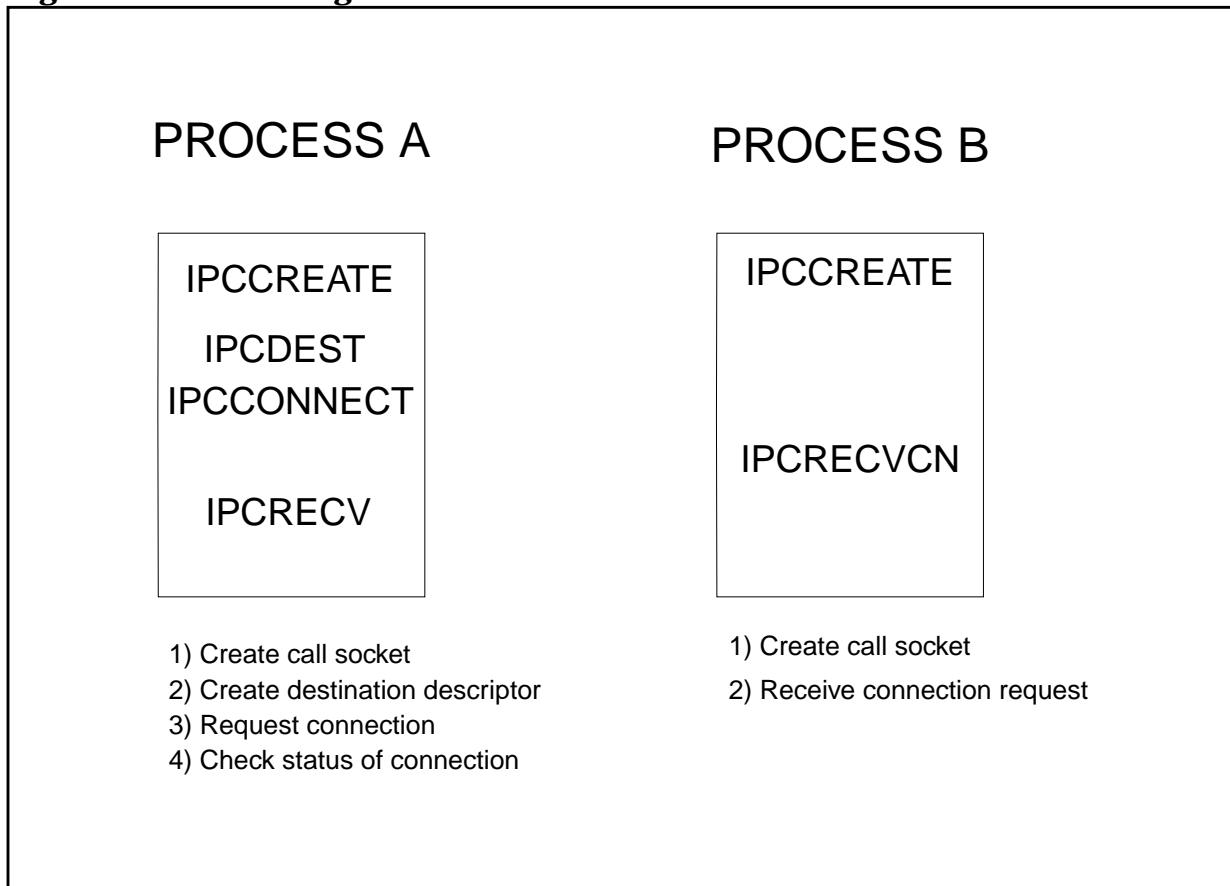 PROCESS A
IPCCREATE
IPCDEST
IPCCONNECT
IPCRECV
1) Create call socket
2) Create destination descriptor
3) Request connection
4) Check status of connection
PROCESS B
IPCCREATE
IPCRECVCN
1) Create call socket
2) Receive connection request